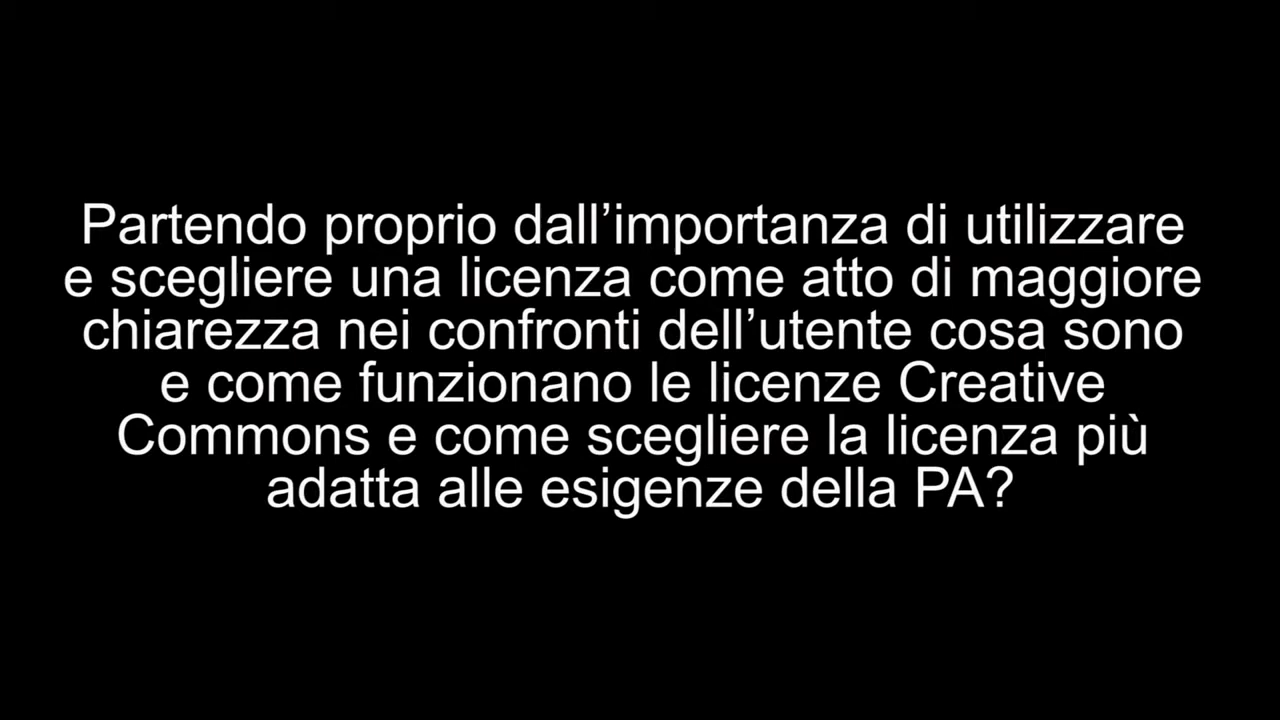 Partendo proprio dall’importanza di utilizzare
e scegliere una licenza come atto di maggiore
chiarezza nei confronti dell’utente cosa sono
e come funzionano le licenze Creative
Commons e come scegliere la licenza più
adatta alle esigenze della PA?